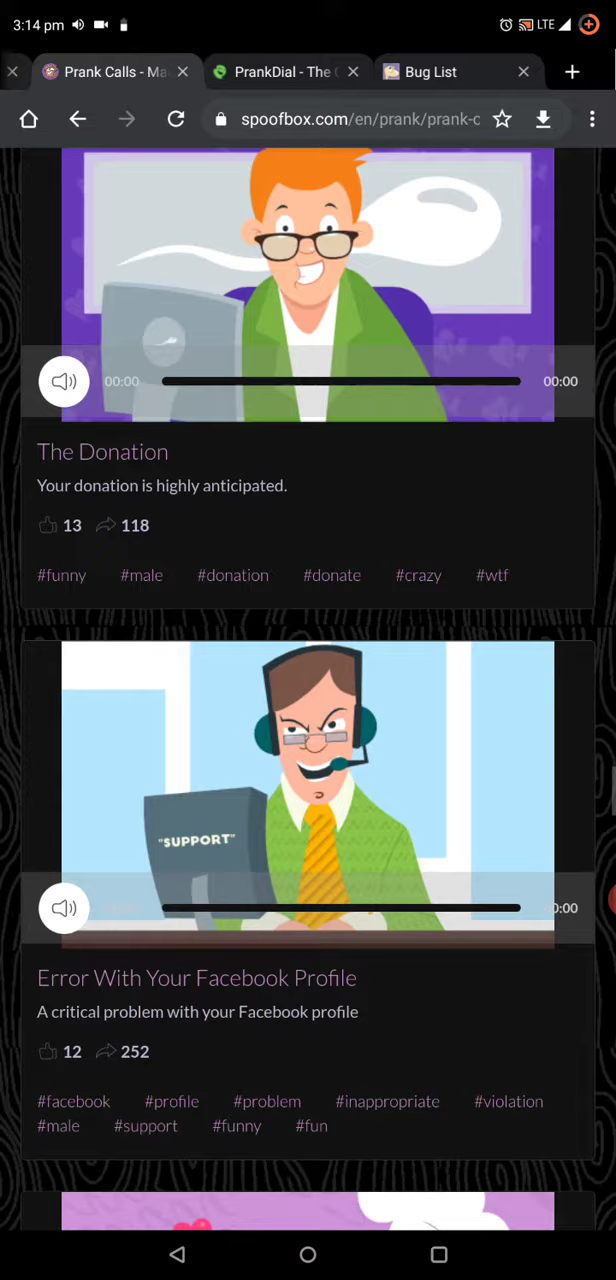 3:14 pm LTE
Prank Calls - Ma
PrankDial - The
Bug List
spoofbox.com/en/prank/prank-c
00:00 00:00
The Donation
Your donation is highly anticipated.
13 118
#funny #male #donation #donate #crazy #wtf
"SUPPORT"
Error With Your Facebook Profile
A critical problem with your Facebook profile
12 252
#facebook #profile #problem #inappropriate #violation
#male #support #funny #fun